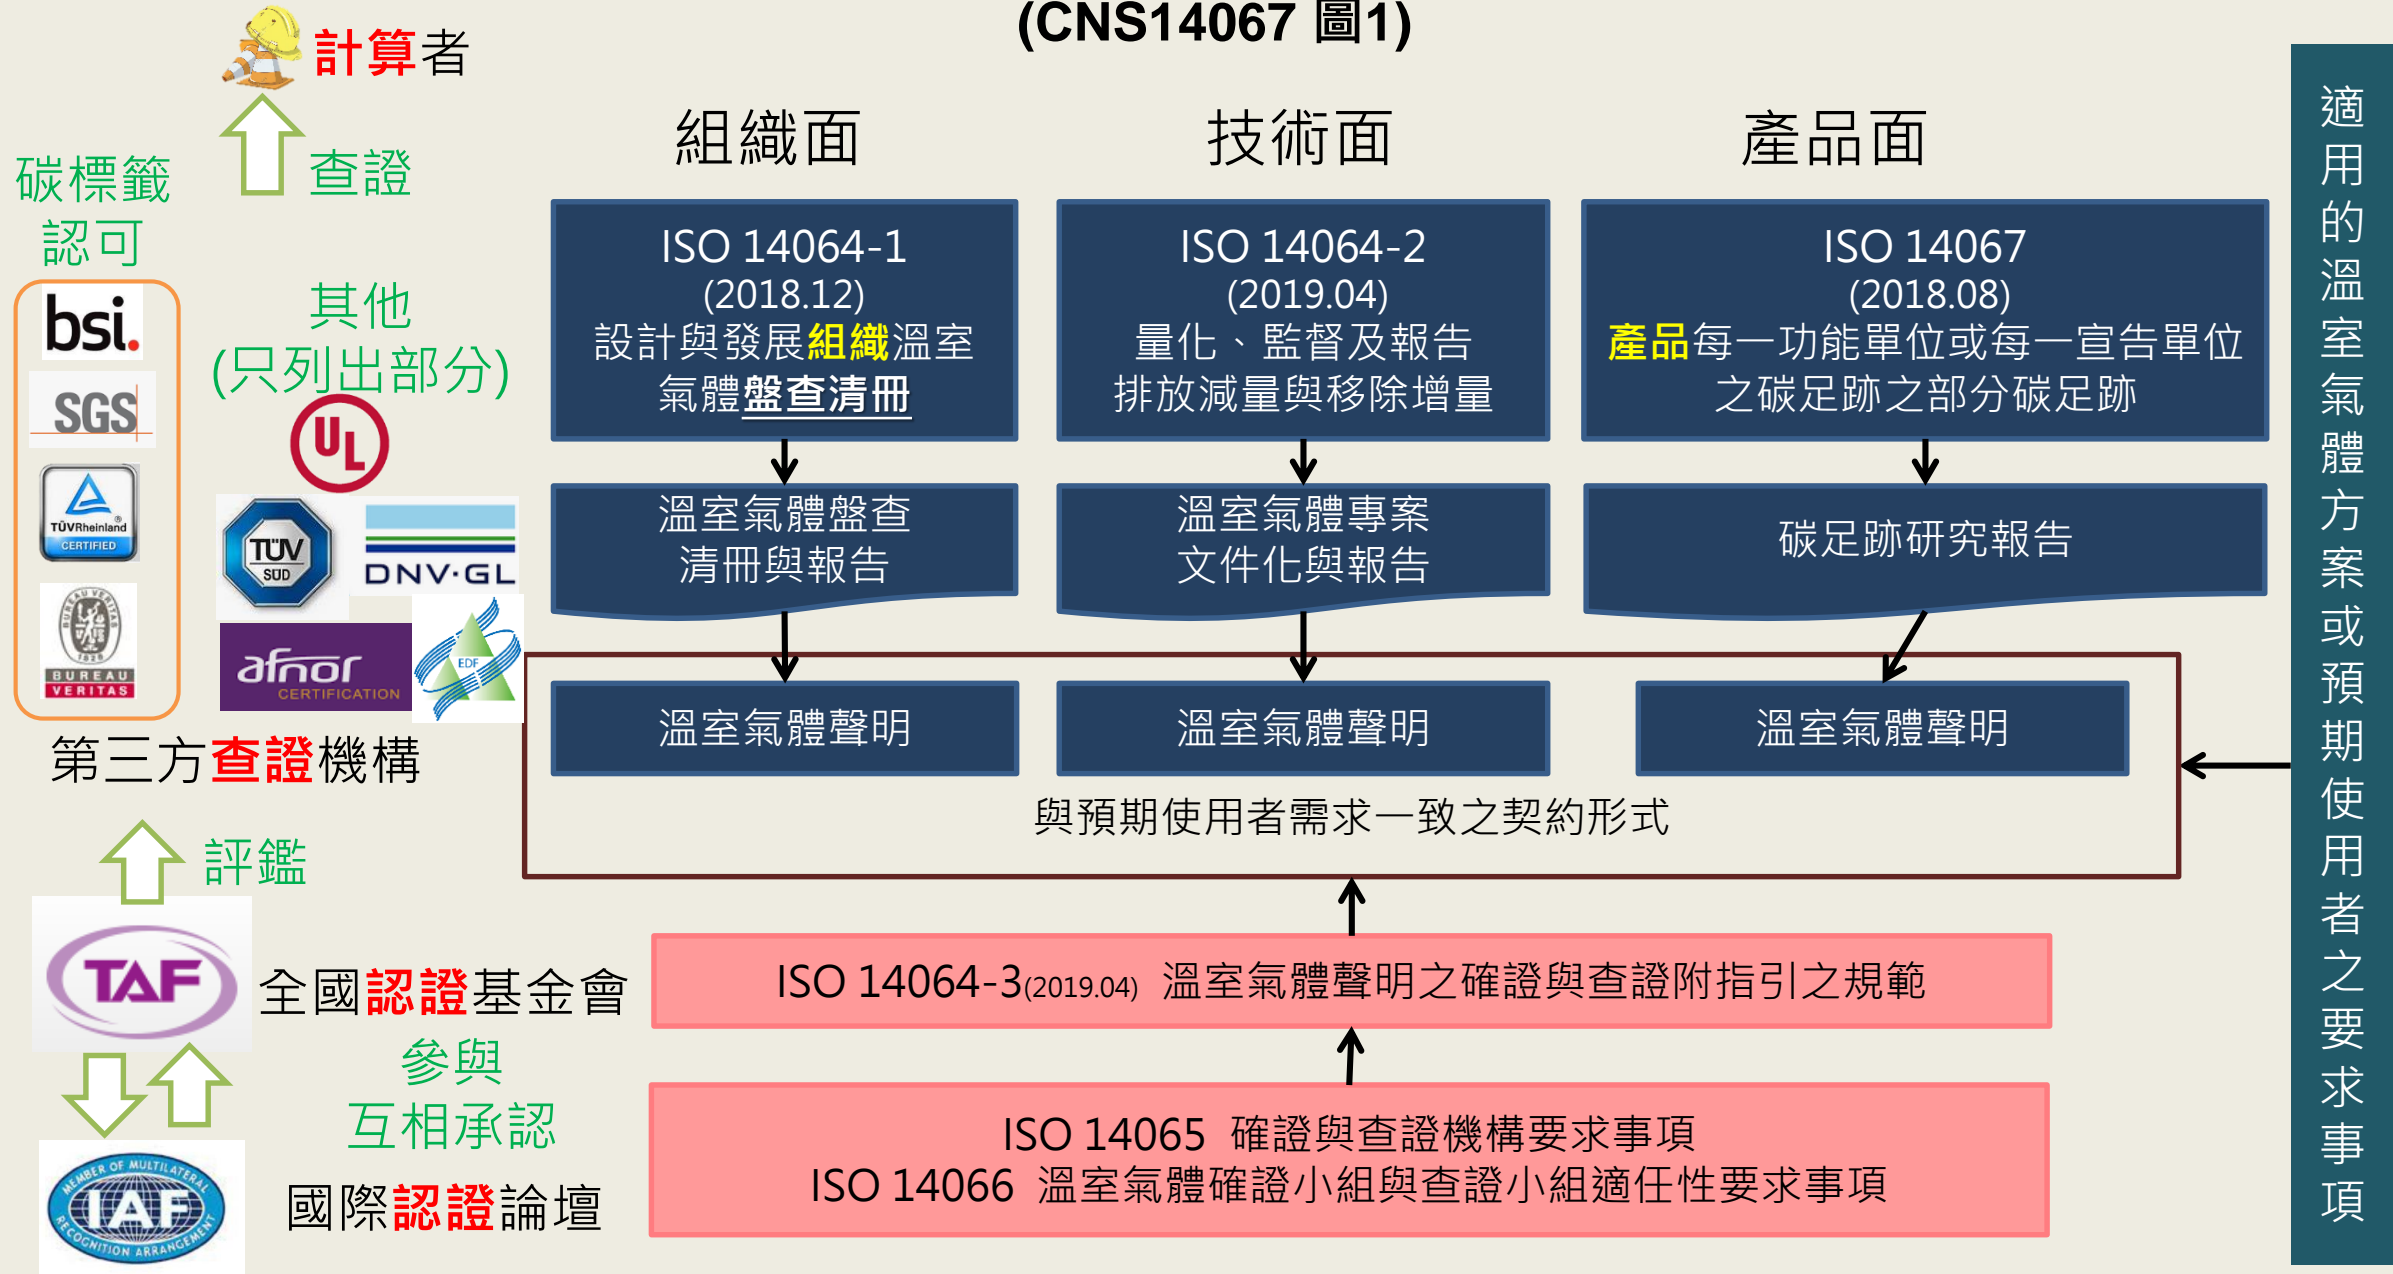 (CNS14067 圖1)
計算者
查證
碳標籤
認可
bsi.
SGS
TÜVRheinland
CERTIFIED
BUREAU VERITAS
1828
BUREAU
VERITAS
其他
(只列出部分)
UL
TÜV
SUD
DNV·GL
afnor
CERTIFICATION
EDF
第三方查證機構
評鑑
TAF
全國認證基金會
參與
互相承認
MEMBER OF MULTILATERAL
IAF
RECOGNITION ARRANGEMENT
國際認證論壇
組織面
ISO 14064-1
(2018.12)
設計與發展組織溫室
氣體盤查清冊
溫室氣體盤查
清冊與報告
溫室氣體聲明
技術面
ISO 14064-2
(2019.04)
量化、監督及報告
排放減量與移除增量
溫室氣體專案
文件化與報告
溫室氣體聲明
產品面
ISO 14067
(2018.08)
產品每一功能單位或每一宣告單位
之碳足跡之部分碳足跡
碳足跡研究報告
溫室氣體聲明
與預期使用者需求一致之契約形式
ISO 14064-3(2019.04) 溫室氣體聲明之確證與查證附指引之規範
ISO 14065 確證與查證機構要求事項
ISO 14066 溫室氣體確證小組與查證小組適任性要求事項
適用的溫室氣體方案或預期使用者之要求事項